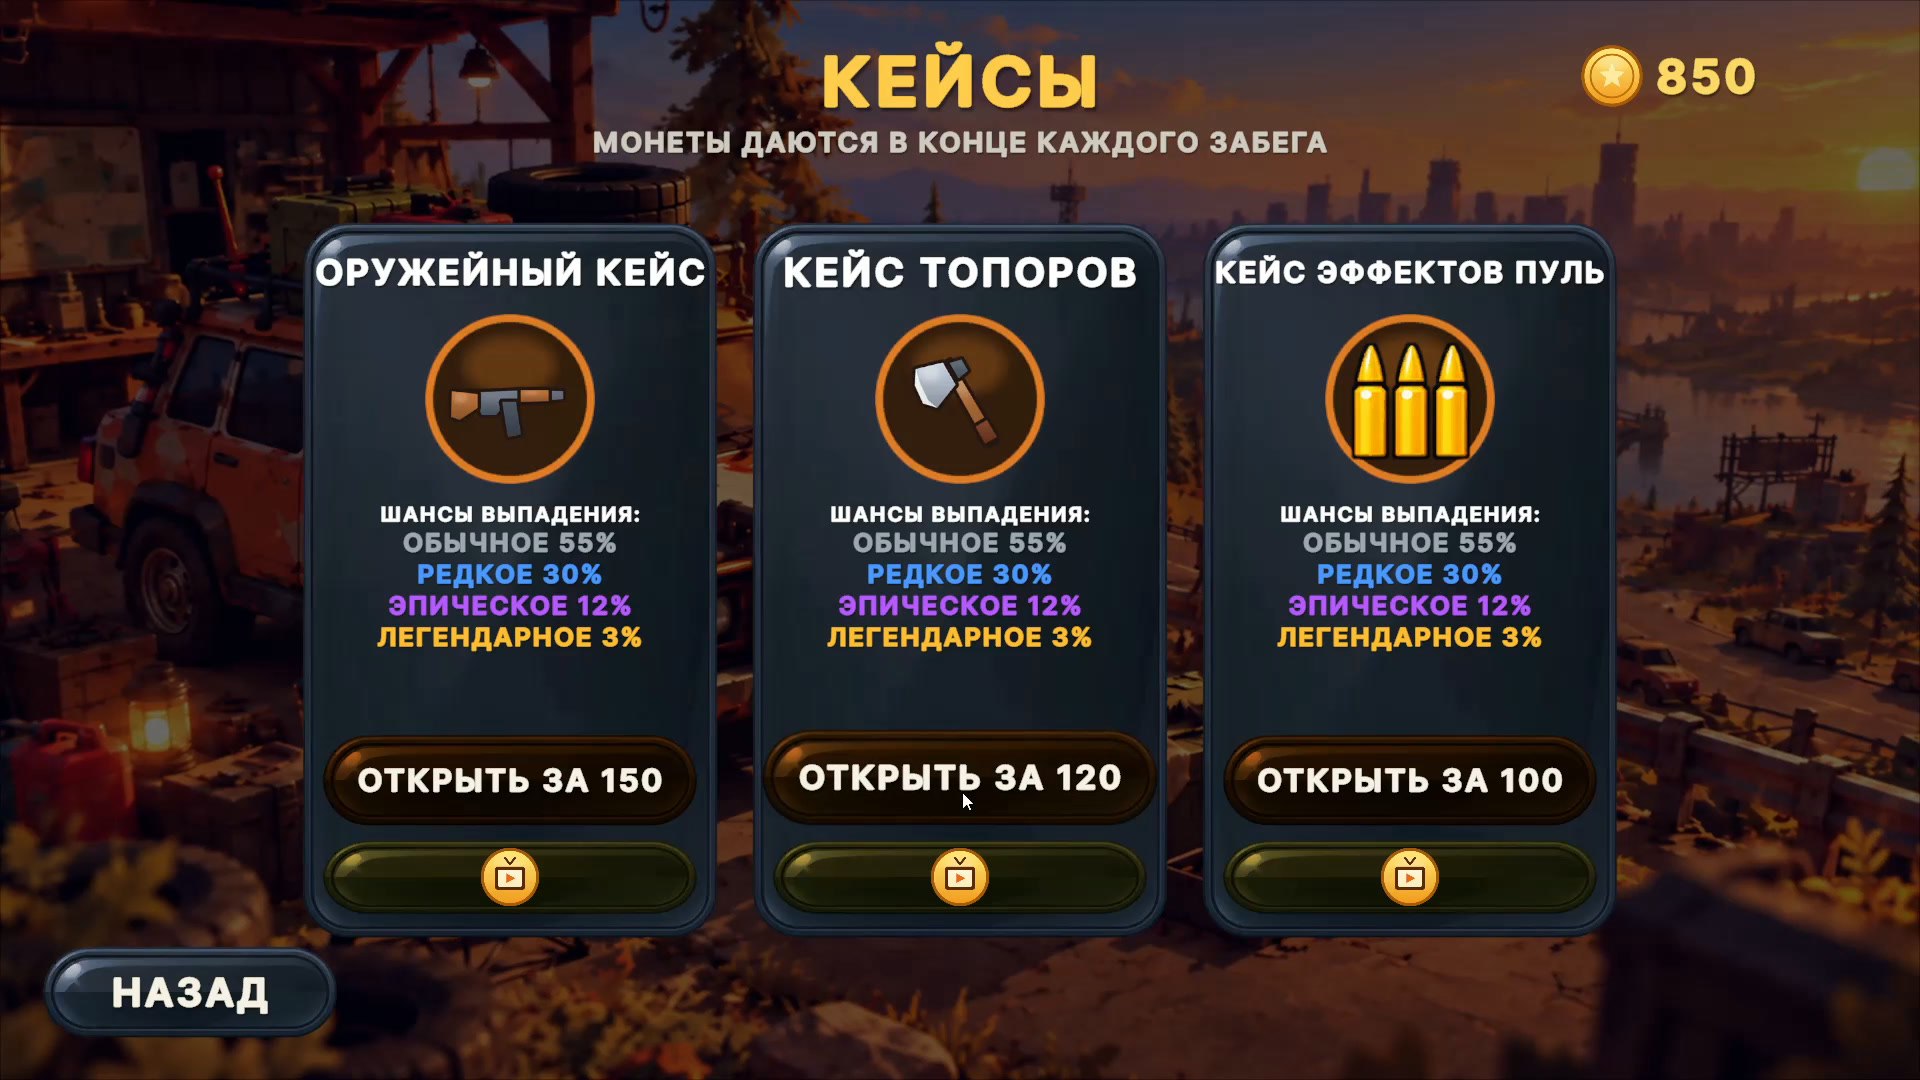 КЕЙСЫ
850
МОНЕТЫ ДАЮТСЯ В КОНЦЕ КАЖДОГО ЗАБЕГА
ОРУЖЕЙНЫЙ КЕЙС
ШАНСЫ ВЫПАДЕНИЯ:
ОБЫЧНОЕ 55%
РЕДКОЕ 30%
ЭПИЧЕСКОЕ 12%
ЛЕГЕНДАРНОЕ 3%
ОТКРЫТЬ ЗА 150
КЕЙС ТОПОРОВ
ШАНСЫ ВЫПАДЕНИЯ:
ОБЫЧНОЕ 55%
РЕДКОЕ 30%
ЭПИЧЕСКОЕ 12%
ЛЕГЕНДАРНОЕ 3%
ОТКРЫТЬ ЗА 120
КЕЙС ЭФФЕКТОВ ПУЛЬ
ШАНСЫ ВЫПАДЕНИЯ:
ОБЫЧНОЕ 55%
РЕДКОЕ 30%
ЭПИЧЕСКОЕ 12%
ЛЕГЕНДАРНОЕ 3%
ОТКРЫТЬ ЗА 100
НАЗАД